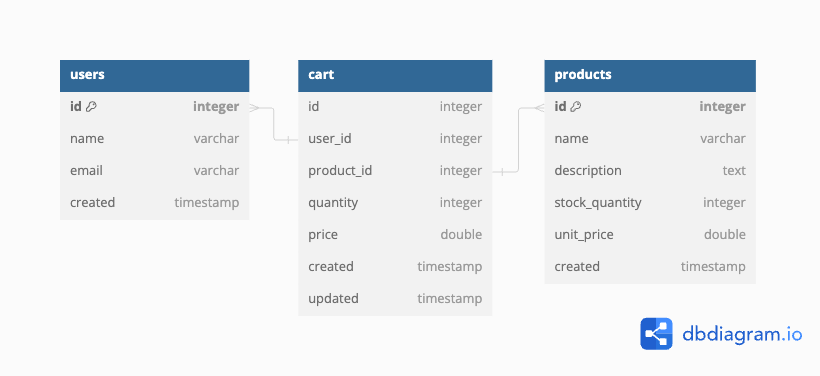 users
id integer
name varchar
email varchar
created timestamp
cart
id integer
user_id integer
product_id integer
quantity integer
price double
created timestamp
updated timestamp
products
id integer
name varchar
description text
stock_quantity integer
unit_price double
created timestamp
dbdiagram.io